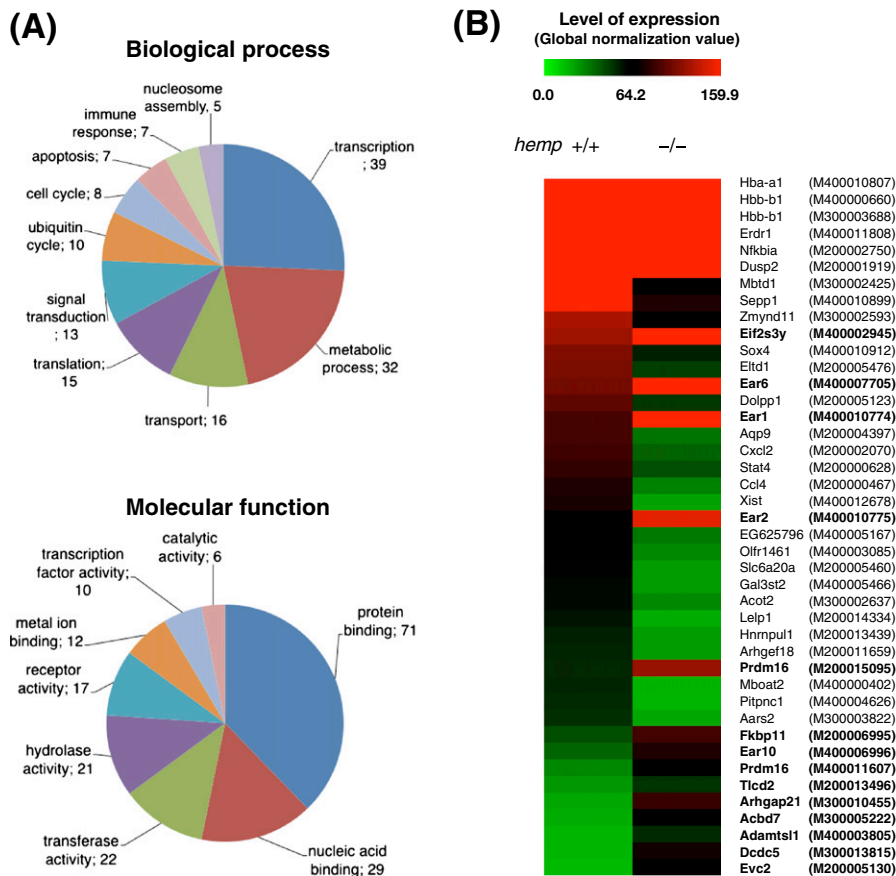 (A)
Biological process
nucleosome
assembly, 5
immune
response; 7
apoptosis; 7
cell cycle; 8
ubiquitin
cycle; 10
signal
transduction
; 13
translation;
15
transport; 16
metabolic
process; 32
transcription
; 39
Molecular function
catalytic
activity; 6
transcription
factor activity;
10
metal ion
binding; 12
receptor
activity; 17
hydrolase
activity; 21
transferase
activity; 22
nucleic acid
binding; 29
protein
binding; 71
(B)
Level of expression
(Global normalization value)
0.0 64.2 159.9
hemp +/+ −/−
Hba-a1 (M400010807)
Hbb-b1 (M400000660)
Hbb-b1 (M300003688)
Erdr1 (M400011808)
Nfkbia (M200002750)
Dusp2 (M200001919)
Mbtd1 (M300002425)
Sepp1 (M400010899)
Zmynd11 (M300002593)
Eif2s3y (M400002945)
Sox4 (M400010912)
Eltd1 (M200005476)
Ear6 (M400007705)
Dolpp1 (M200005123)
Ear1 (M400010774)
Aqp9 (M200004397)
Cxcl2 (M200002070)
Stat4 (M200000628)
Ccl4 (M200000467)
Xist (M400012678)
Ear2 (M400010775)
EG625796 (M400005167)
Olfr1461 (M400003085)
Slc6a20a (M200005460)
Gal3st2 (M400005466)
Acot2 (M300002637)
Lelp1 (M200014334)
Hnrnpul1 (M200013439)
Arhgef18 (M200011659)
Prdm16 (M200015095)
Mboat2 (M400000402)
Pitpnc1 (M400004626)
Aars2 (M300003822)
Fkbp11 (M200006995)
Ear10 (M400006996)
Prdm16 (M400011607)
Tlcd2 (M200013496)
Arhgap21 (M300010455)
Acbd7 (M300005222)
Adamtsl1 (M400003805)
Dcdc5 (M300013815)
Evc2 (M200005130)